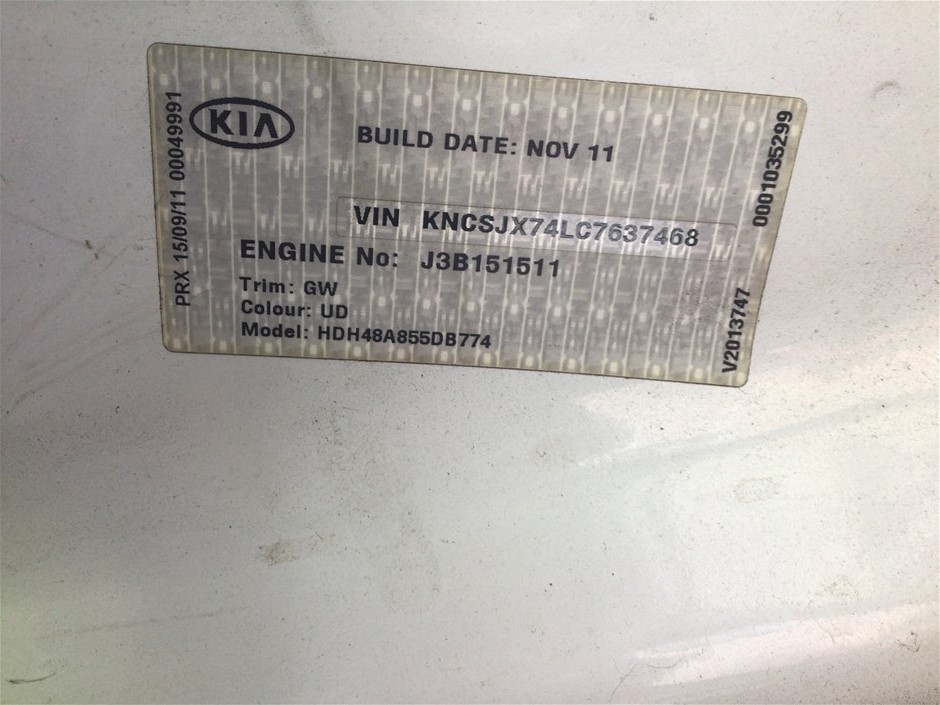 KIA
BUILD DATE: NOV 11
VIN KNCSJX74LC7637468
ENGINE No: J3B151511
Trim: GW
Colour: UD
Model: HDH48A855DB774
PRX 15/09/11 00049991
0001035299
V2013747